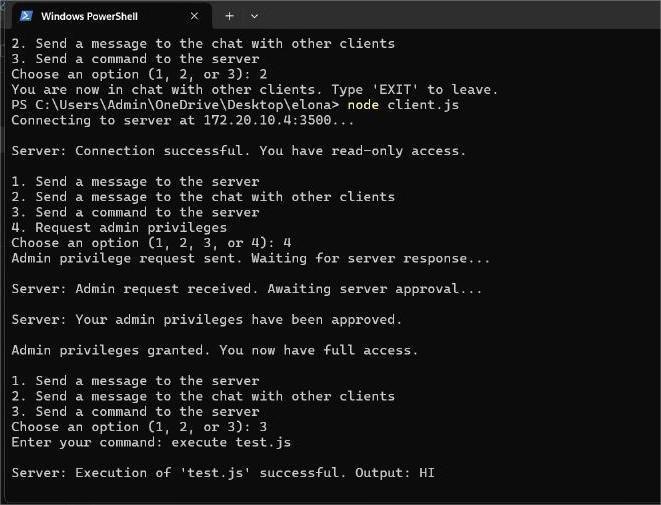 Windows PowerShell
2. Send a message to the chat with other clients
3. Send a command to the server
Choose an option (1, 2, or 3): 2
You are now in chat with other clients. Type 'EXIT' to leave.
PS C:\Users\Admin\OneDrive\Desktop\elona> node client.js
Connecting to server at 172.20.10.4:3500...
Server: Connection successful. You have read-only access.
1. Send a message to the server
2. Send a message to the chat with other clients
3. Send a command to the server
4. Request admin privileges
Choose an option (1, 2, 3, or 4): 4
Admin privilege request sent. Waiting for server response...
Server: Admin request received. Awaiting server approval...
Server: Your admin privileges have been approved.
Admin privileges granted. You now have full access.
1. Send a message to the server
2. Send a message to the chat with other clients
3. Send a command to the server
Choose an option (1, 2, or 3): 3
Enter your command: execute test.js
Server: Execution of 'test.js' successful. Output: HI